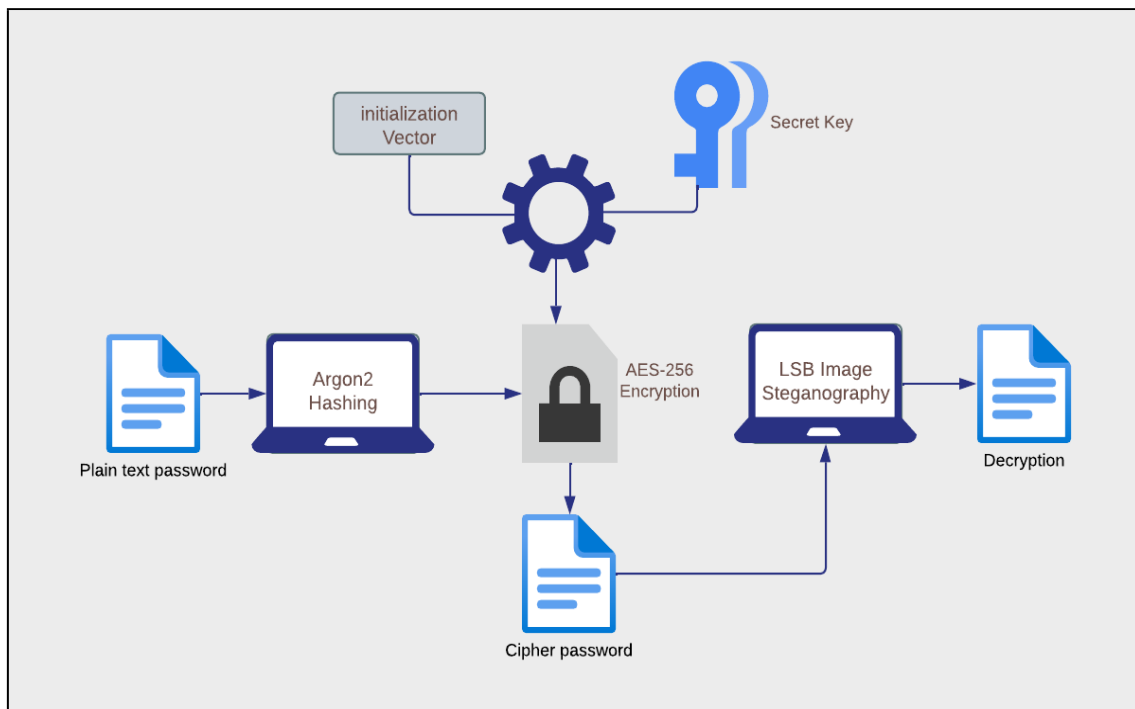 initialization
Vector
Secret Key
Argon2
Hashing
AES-256
Encryption
LSB Image
Steganography
Plain text password
Decryption
Cipher password